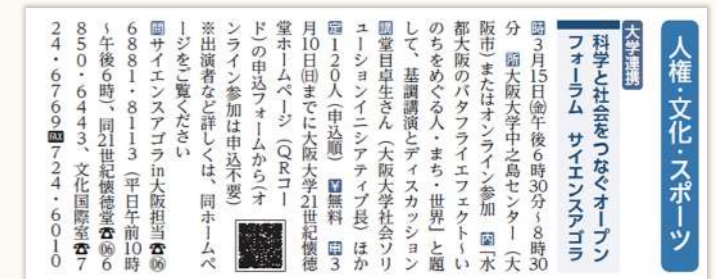 人権・文化・スポーツ
大学連携
科学と社会をつなぐオープン
フォーラム　サイエンスアゴラ
時3月15日㈮午後6時30分～8時30
分　所大阪大学中之島センター（大
阪市）またはオンライン参加　内「水
都大阪のバタフライエフェクト～い
のちをめぐる人・まち・世界」と題
して、基調講演とディスカッション
講堂目卓生さん（大阪大学社会ソリ
ューションイニシアティブ長）ほか
定120人（申込順）　¥無料　申3
月10日㈰までに大阪大学21世紀懐徳
堂ホームページ（QRコー
ド）の申込フォームから（オ
ンライン参加は申込不要）
※出演者など詳しくは、同ホームペ
ージをご覧ください
問サイエンスアゴラin大阪担当☎㊅
6881・8113（平日午前10時
～午後6時）、同21世紀懐徳堂☎㊅6
850・6443、文化国際室☎7
24・6769 FAX 724・6010